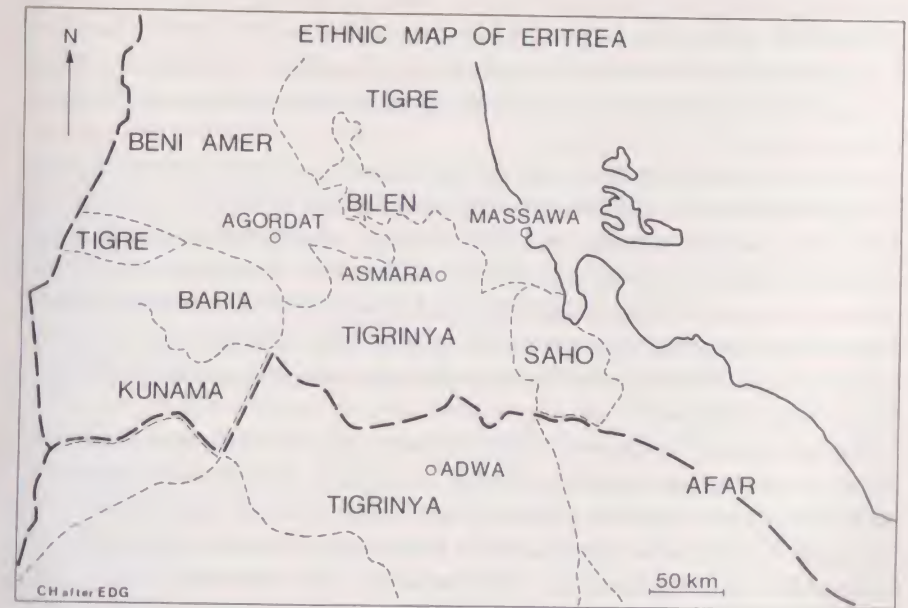 ETHNIC MAP OF ERITREA
N
TIGRE
BENI AMER
BILEN
MASSAWA
AGORDAT
TIGRE
ASMARA
BARIA
TIGRINYA
SAHO
KUNAMA
ADWA
AFAR
TIGRINYA
50 km
CH after EDG